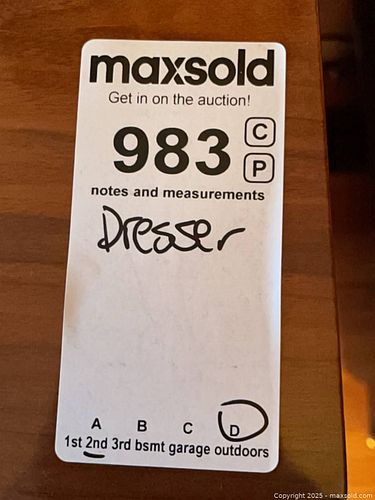 maxsold
Get in on the auction!
983 C
P
notes and measurements
Dresser
A B C D
1st 2nd 3rd bsmt garage outdoors
Copyright 2025 - maxsold.com